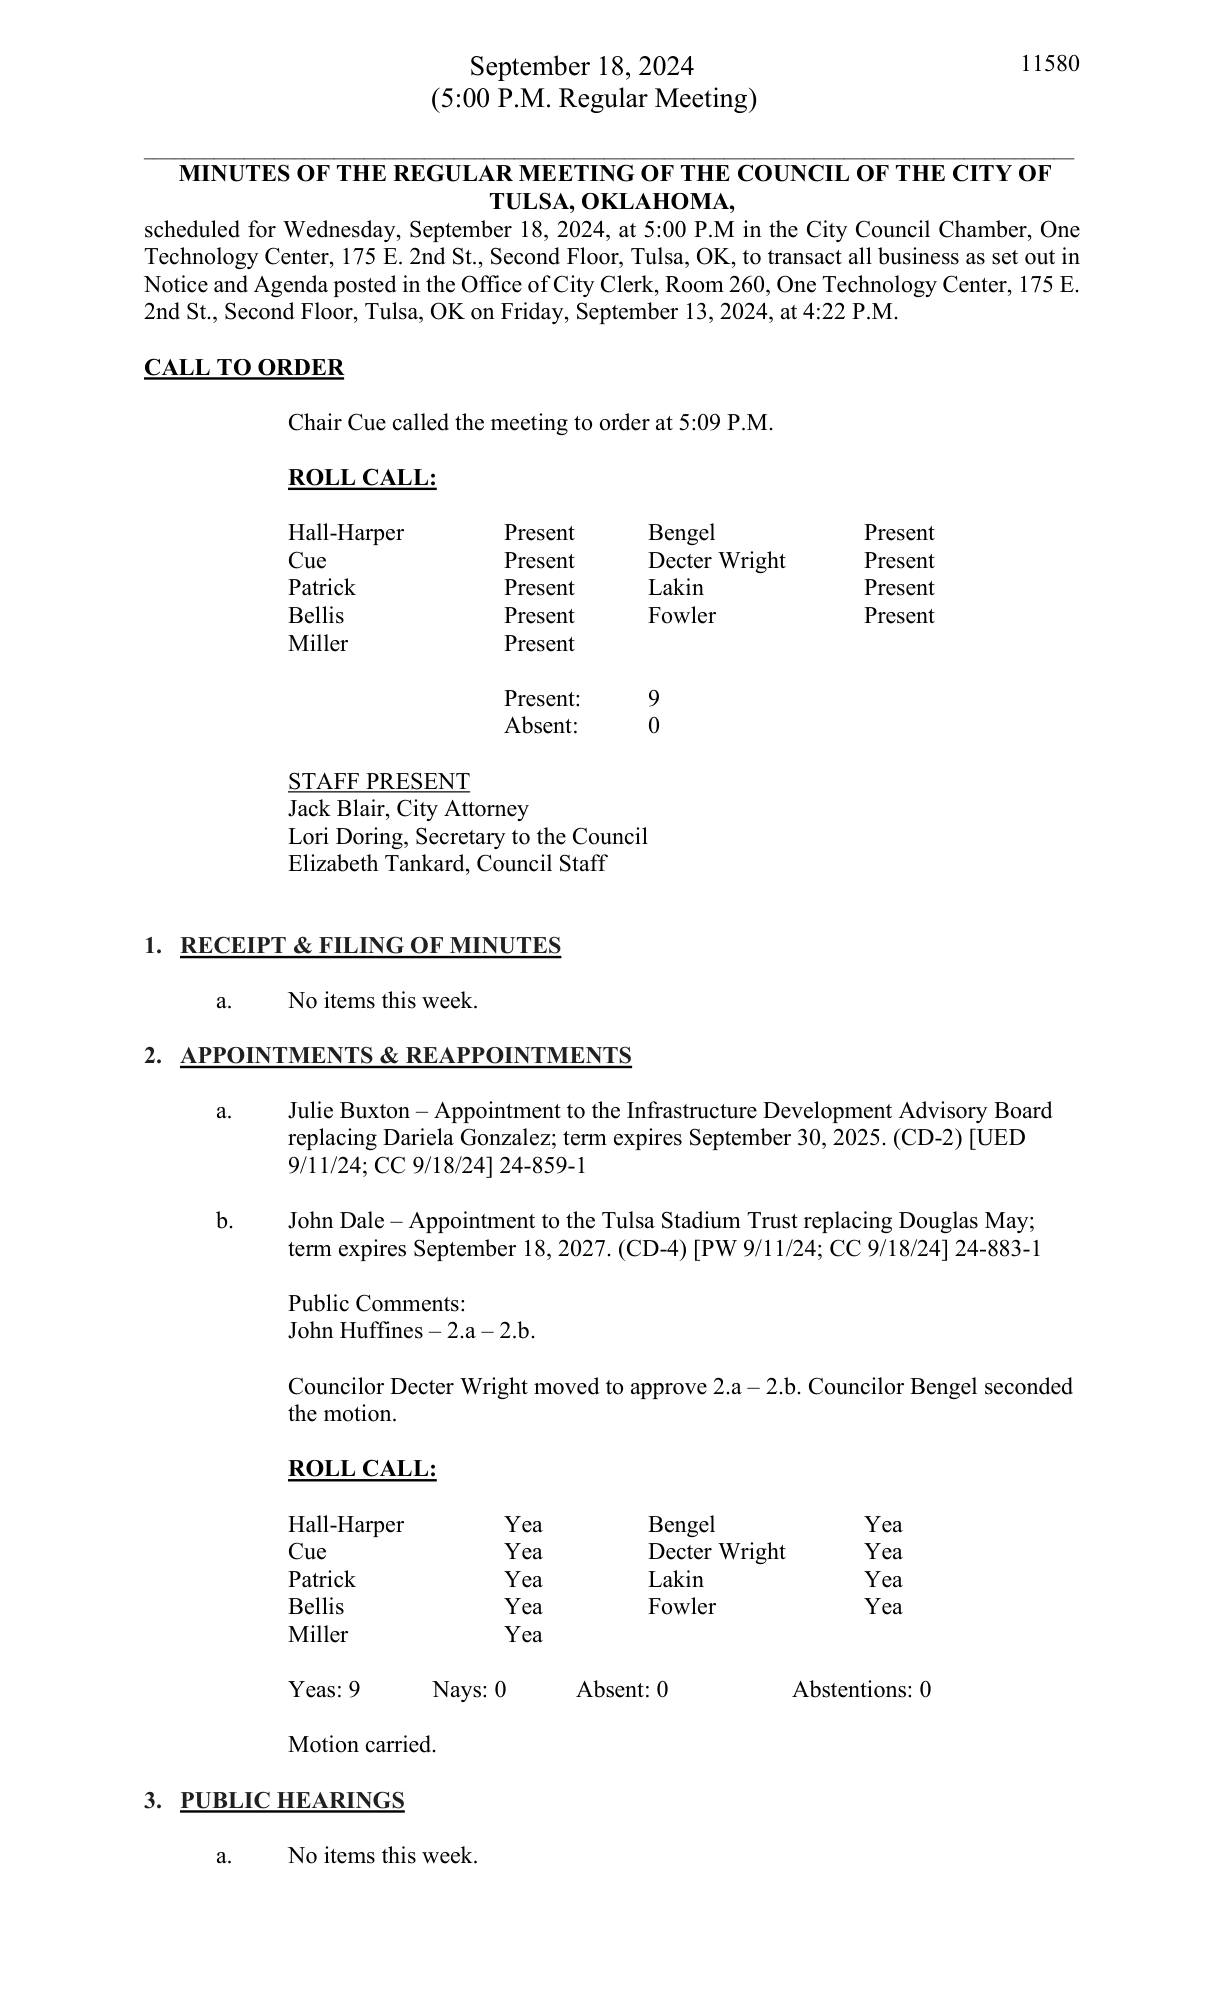 September 18, 2024 11580
(5:00 P.M. Regular Meeting)
MINUTES OF THE REGULAR MEETING OF THE COUNCIL OF THE CITY OF
TULSA, OKLAHOMA,
scheduled for Wednesday, September 18, 2024, at 5:00 P.M in the City Council Chamber, One
Technology Center, 175 E. 2nd St., Second Floor, Tulsa, OK, to transact all business as set out in
Notice and Agenda posted in the Office of City Clerk, Room 260, One Technology Center, 175 E.
2nd St., Second Floor, Tulsa, OK on Friday, September 13, 2024, at 4:22 P.M.
CALL TO ORDER
Chair Cue called the meeting to order at 5:09 P.M.
ROLL CALL:
Hall-Harper Present Bengel Present
Cue Present Decter Wright Present
Patrick Present Lakin Present
Bellis Present Fowler Present
Miller Present
Present: 9
Absent: 0
STAFF PRESENT
Jack Blair, City Attorney
Lori Doring, Secretary to the Council
Elizabeth Tankard, Council Staff
1. RECEIPT & FILING OF MINUTES
a. No items this week.
2. APPOINTMENTS & REAPPOINTMENTS
a. Julie Buxton – Appointment to the Infrastructure Development Advisory Board
replacing Dariela Gonzalez; term expires September 30, 2025. (CD-2) [UED
9/11/24; CC 9/18/24] 24-859-1
b. John Dale – Appointment to the Tulsa Stadium Trust replacing Douglas May;
term expires September 18, 2027. (CD-4) [PW 9/11/24; CC 9/18/24] 24-883-1
Public Comments:
John Huffines – 2.a – 2.b.
Councilor Decter Wright moved to approve 2.a – 2.b. Councilor Bengel seconded
the motion.
ROLL CALL:
Hall-Harper Yea Bengel Yea
Cue Yea Decter Wright Yea
Patrick Yea Lakin Yea
Bellis Yea Fowler Yea
Miller Yea
Yeas: 9 Nays: 0 Absent: 0 Abstentions: 0
Motion carried.
3. PUBLIC HEARINGS
a. No items this week.